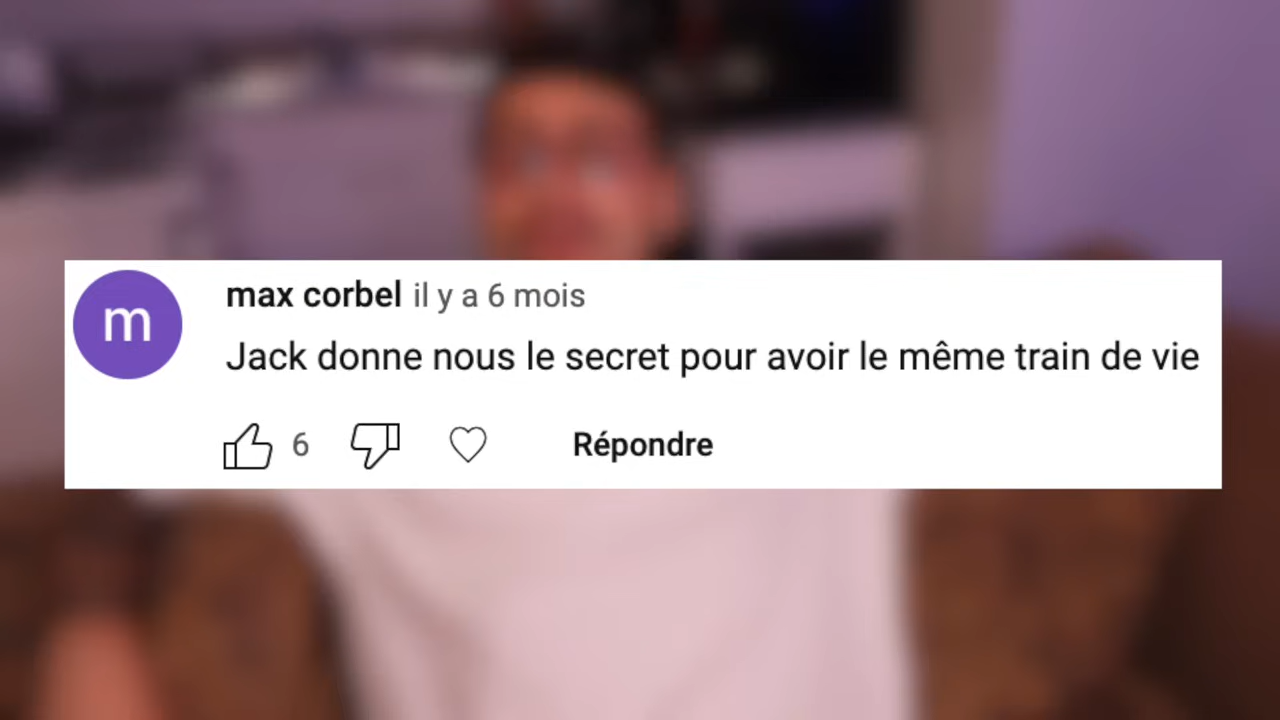 m
max corbel il y a 6 mois
Jack donne nous le secret pour avoir le même train de vie
6
Répondre